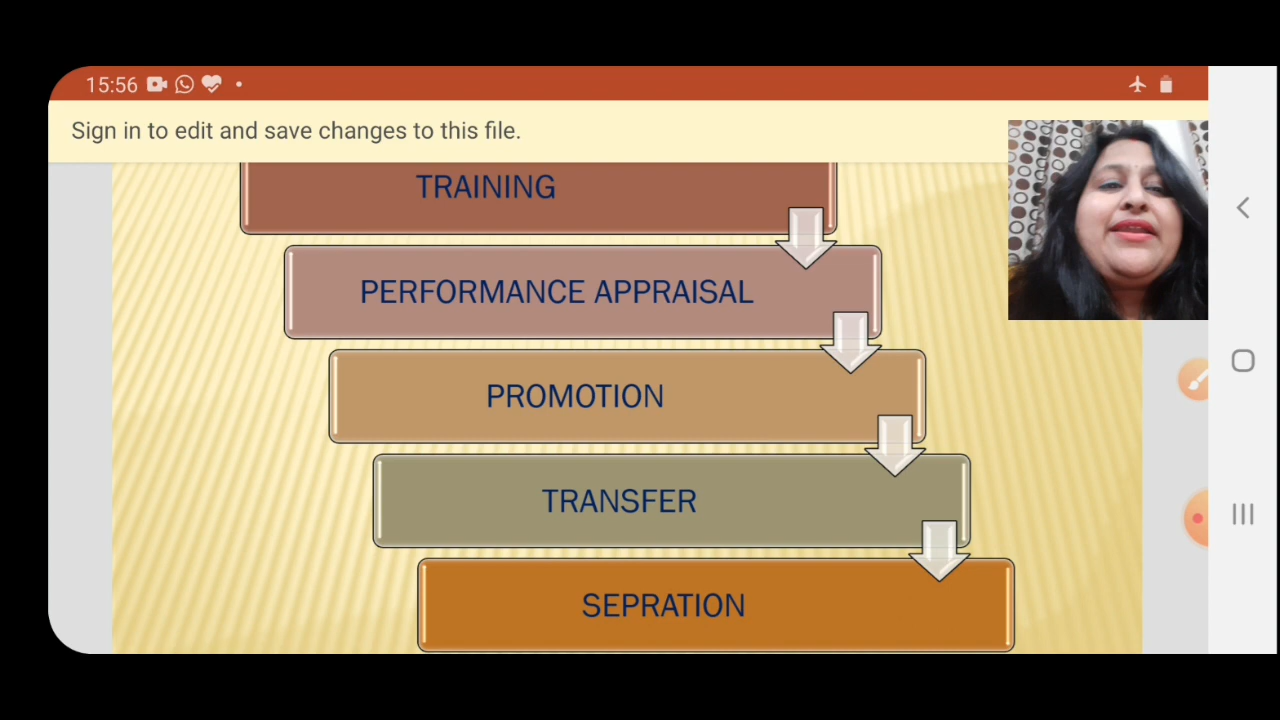 15:56
Sign in to edit and save changes to this file.
TRAINING
PERFORMANCE APPRAISAL
PROMOTION
TRANSFER
SEPRATION